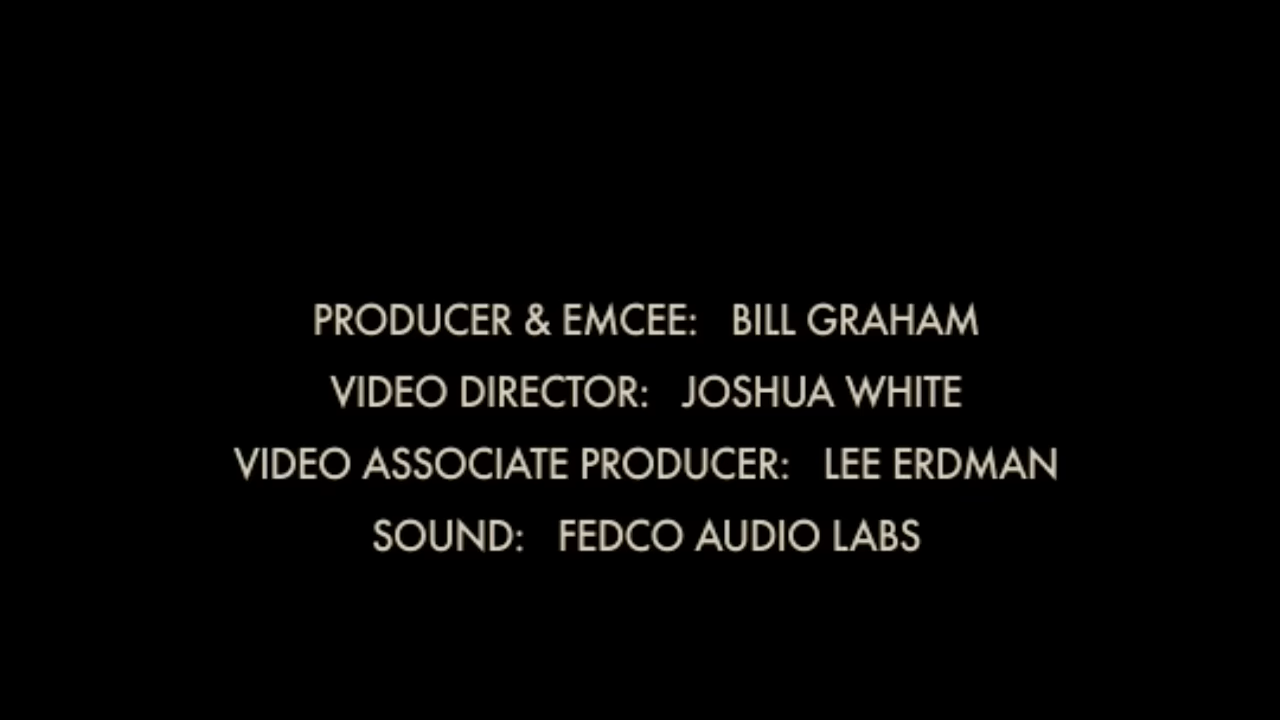 PRODUCER & EMCEE: BILL GRAHAM
VIDEO DIRECTOR: JOSHUA WHITE
VIDEO ASSOCIATE PRODUCER: LEE ERDMAN
SOUND: FEDCO AUDIO LABS